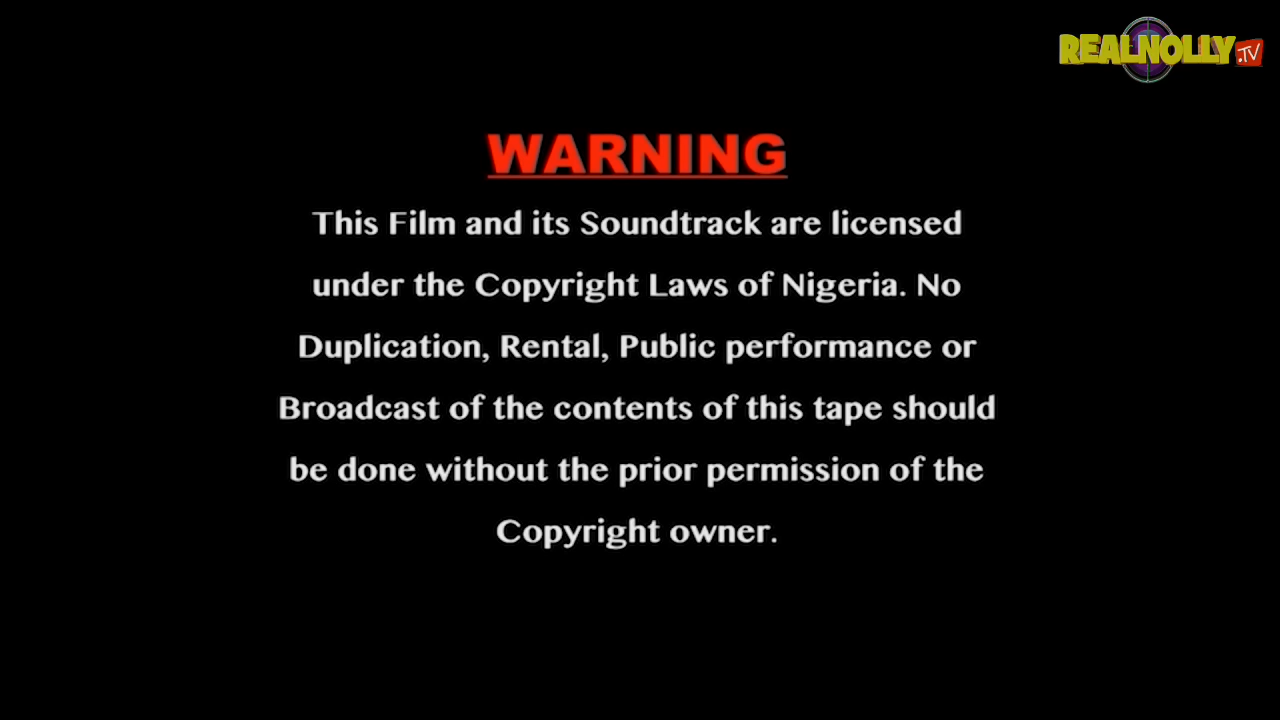 REALNOLLY.TV
WARNING
This Film and its Soundtrack are licensed
under the Copyright Laws of Nigeria. No
Duplication, Rental, Public performance or
Broadcast of the contents of this tape should
be done without the prior permission of the
Copyright owner.